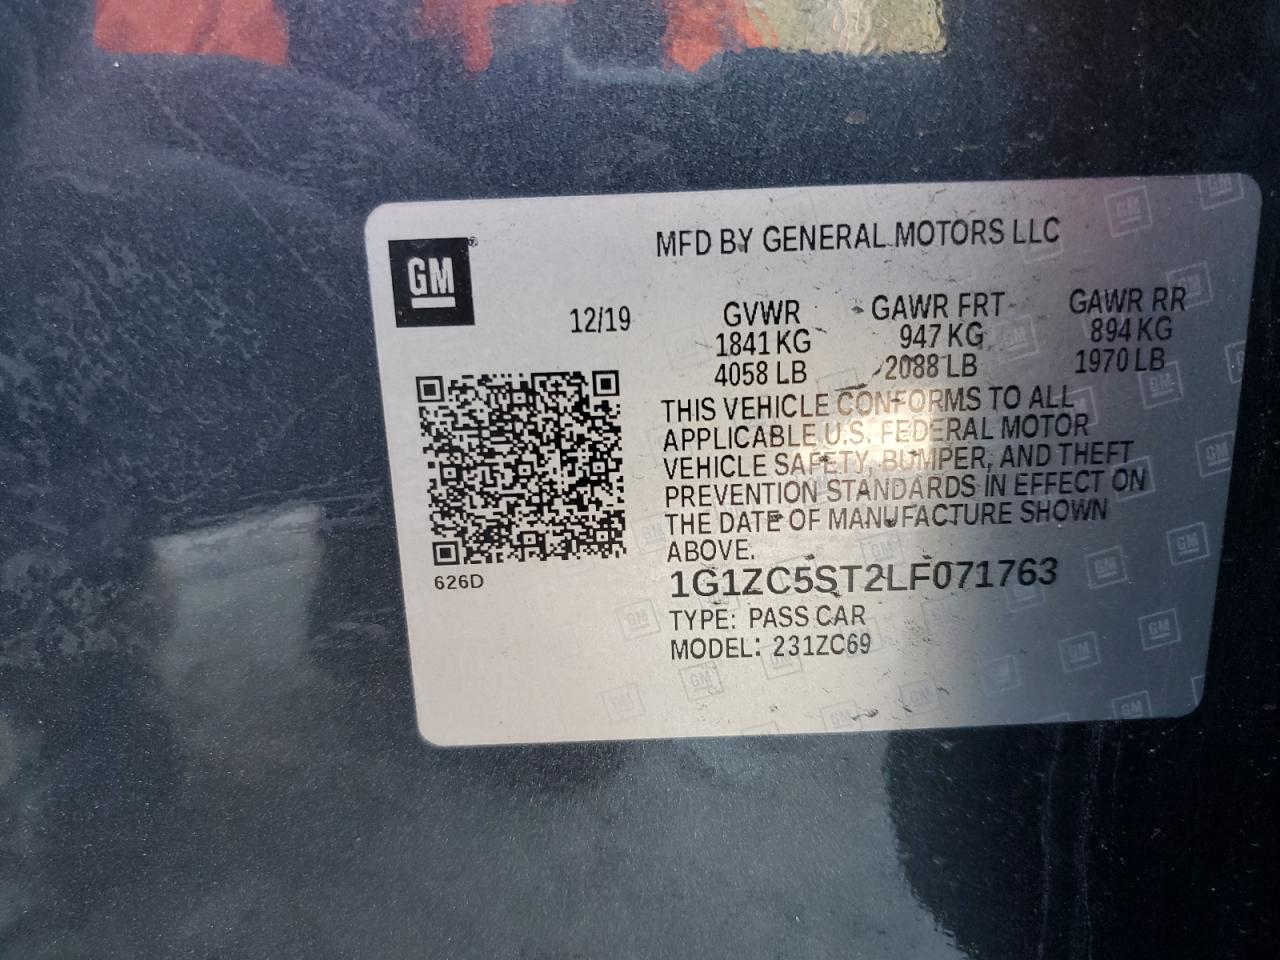 GM®
MFD BY GENERAL MOTORS LLC
12/19
GVWR GAWR FRT GAWR RR
1841 KG 947 KG 894 KG
4058 LB 2088 LB 1970 LB
THIS VEHICLE CONFORMS TO ALL
APPLICABLE U.S. FEDERAL MOTOR
VEHICLE SAFETY, BUMPER, AND THEFT
PREVENTION STANDARDS IN EFFECT ON
THE DATE OF MANUFACTURE SHOWN
ABOVE.
626D
1G1ZC5ST2LF071763
TYPE: PASS CAR
MODEL: 231ZC69